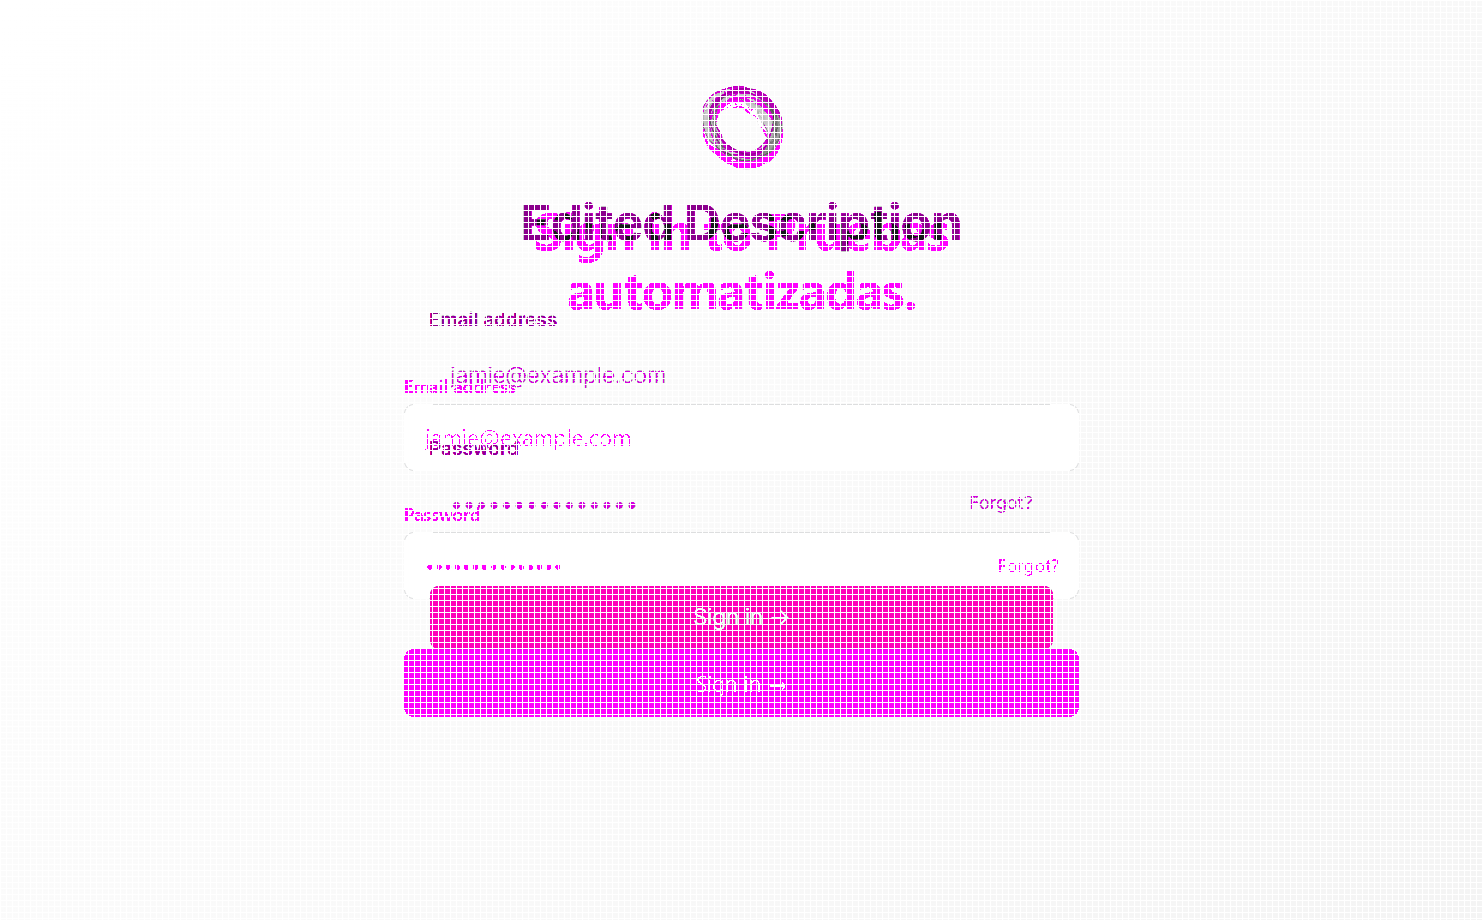 Edited Description
Sign in to Pruebas
automatizadas.
Email address
jamie@example.com
Email address
jamie@example.com
Password
Forgot?
Password
Forgot?
Sign in →
Sign in →